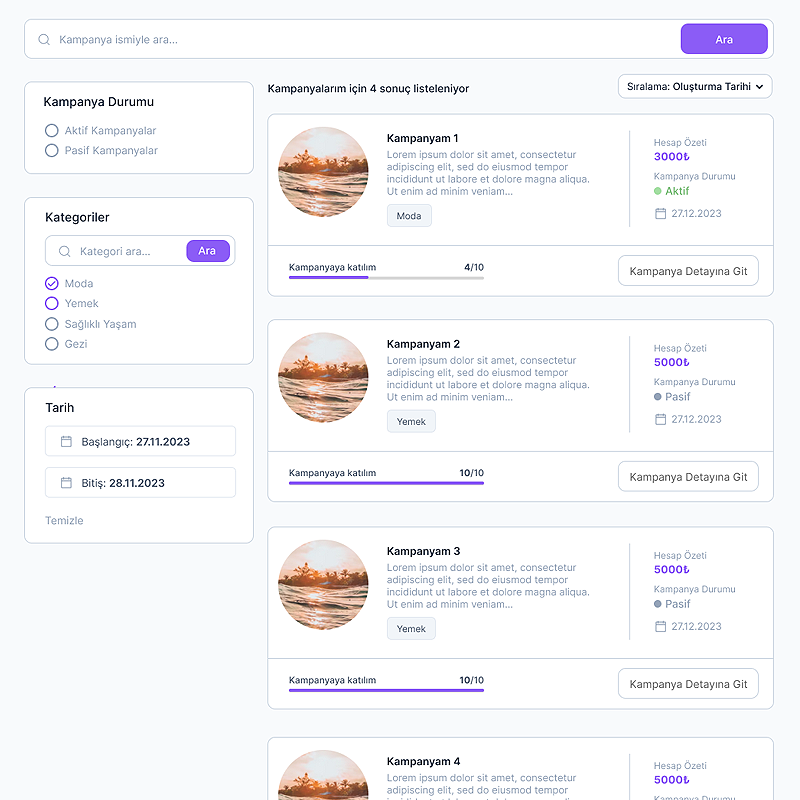 Kampanya ismiyle ara...
Ara
Kampanya Durumu
Aktif Kampanyalar
Pasif Kampanyalar
Kategoriler
Kategori ara...
Ara
Moda
Yemek
Sağlıklı Yaşam
Gezi
Tarih
Başlangıç: 27.11.2023
Bitiş: 28.11.2023
Temizle
Kampanyalarım için 4 sonuç listeleniyor
Sıralama: Oluşturma Tarihi
Kampanyam 1
Lorem ipsum dolor sit amet, consectetur
adipiscing elit, sed do eiusmod tempor
incididunt ut labore et dolore magna aliqua.
Ut enim ad minim veniam...
Moda
Hesap Özeti
3000₺
Kampanya Durumu
Aktif
27.12.2023
Kampanyaya katılım
4/10
Kampanya Detayına Git
Kampanyam 2
Lorem ipsum dolor sit amet, consectetur
adipiscing elit, sed do eiusmod tempor
incididunt ut labore et dolore magna aliqua.
Ut enim ad minim veniam...
Yemek
Hesap Özeti
5000₺
Kampanya Durumu
Pasif
27.12.2023
Kampanyaya katılım
10/10
Kampanya Detayına Git
Kampanyam 3
Lorem ipsum dolor sit amet, consectetur
adipiscing elit, sed do eiusmod tempor
incididunt ut labore et dolore magna aliqua.
Ut enim ad minim veniam...
Yemek
Hesap Özeti
5000₺
Kampanya Durumu
Pasif
27.12.2023
Kampanyaya katılım
10/10
Kampanya Detayına Git
Kampanyam 4
Lorem ipsum dolor sit amet, consectetur
adipiscing elit, sed do eiusmod tempor
Hesap Özeti
5000₺
Kampanya Durumu